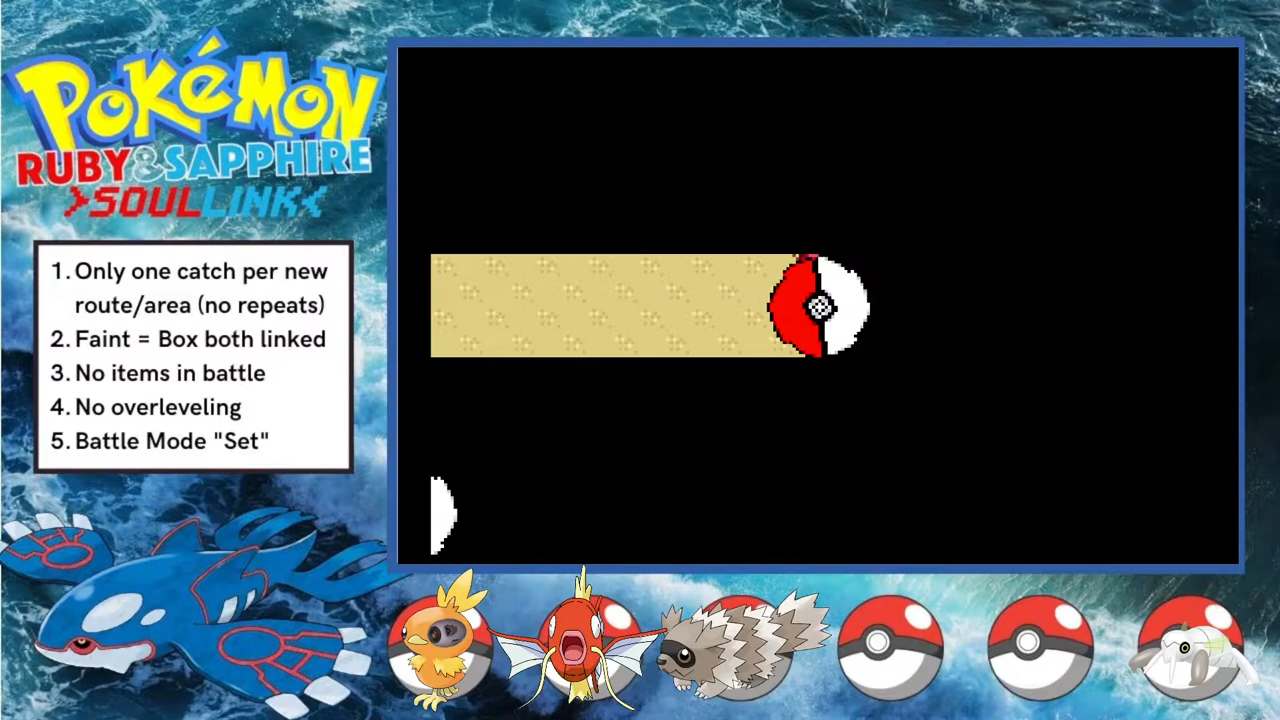 POKéMON
RUBY&SAPPHIRE
>SOULLINK<
1. Only one catch per new
route/area (no repeats)
2. Faint = Box both linked
3. No items in battle
4. No overleveling
5. Battle Mode "Set"